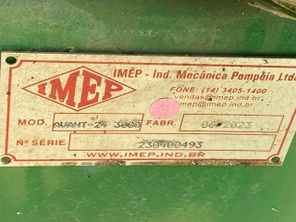 IMEP
IMEP - Ind. Mecânica Pompéia Ltda
FONE: (14) 3405-1400
vendas@imep.ind.br
imep@imep.ind.br
MOD. AVANT-24 3000 FABR. 06/2023
Nº SÉRIE 230400493
WWW.IMEP.IND.BR